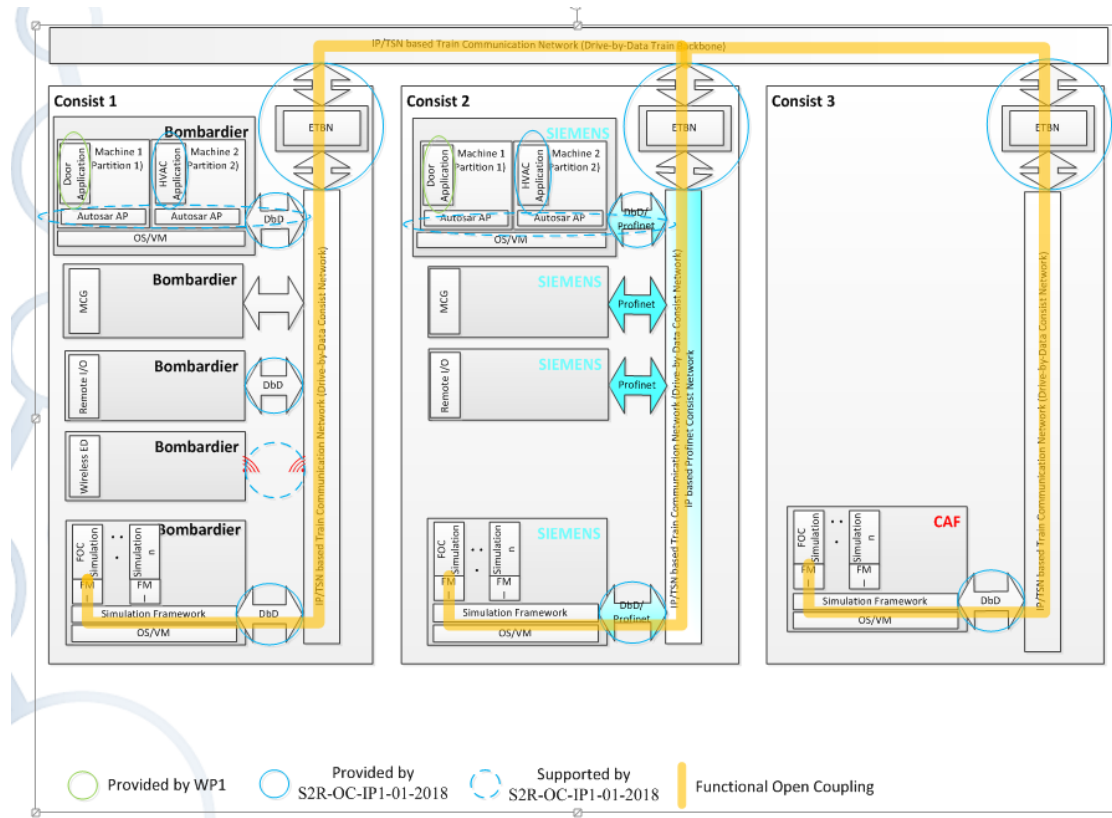 IP/TSN based Train Communication Network (Drive-by-Data Train Backbone)
Consist 1
ETBN
Bombardier
Door
Application
Machine 1
Partition 1)
HVAC
Application
Machine 2
Partition 2)
Autosar AP
Autosar AP
OS/VM
DbD
MCG
Bombardier
Remote I/O
Bombardier
DbD
Wireless ED
Bombardier
Bombardier
FOC
Simulation
. .
.
Simulation
n
FM
I
FM
I
Simulation Framework
OS/VM
DbD
IP/TSN based Train Communication Network (Drive-by-Data Consist Network)
Consist 2
ETBN
SIEMENS
Door
Application
Machine 1
Partition 1)
HVAC
Application
Machine 2
Partition 2)
Autosar AP
Autosar AP
OS/VM
DbD/
Profinet
MCG
SIEMENS
Profinet
Remote I/O
SIEMENS
Profinet
SIEMENS
FOC
Simulation
. .
.
Simulation
n
FM
I
FM
I
Simulation Framework
OS/VM
DbD/
Profinet
IP/TSN based Train Communication Network (Drive-by-Data Consist Network)
IP based Profinet Consist Network
Consist 3
ETBN
CAF
FOC
Simulation
. .
.
Simulation
n
FM
I
FM
I
Simulation Framework
OS/VM
DbD
IP/TSN based Train Communication Network (Drive-by-Data Consist Network)
Provided by WP1
Provided by
S2R-OC-IP1-01-2018
Supported by
S2R-OC-IP1-01-2018
Functional Open Coupling